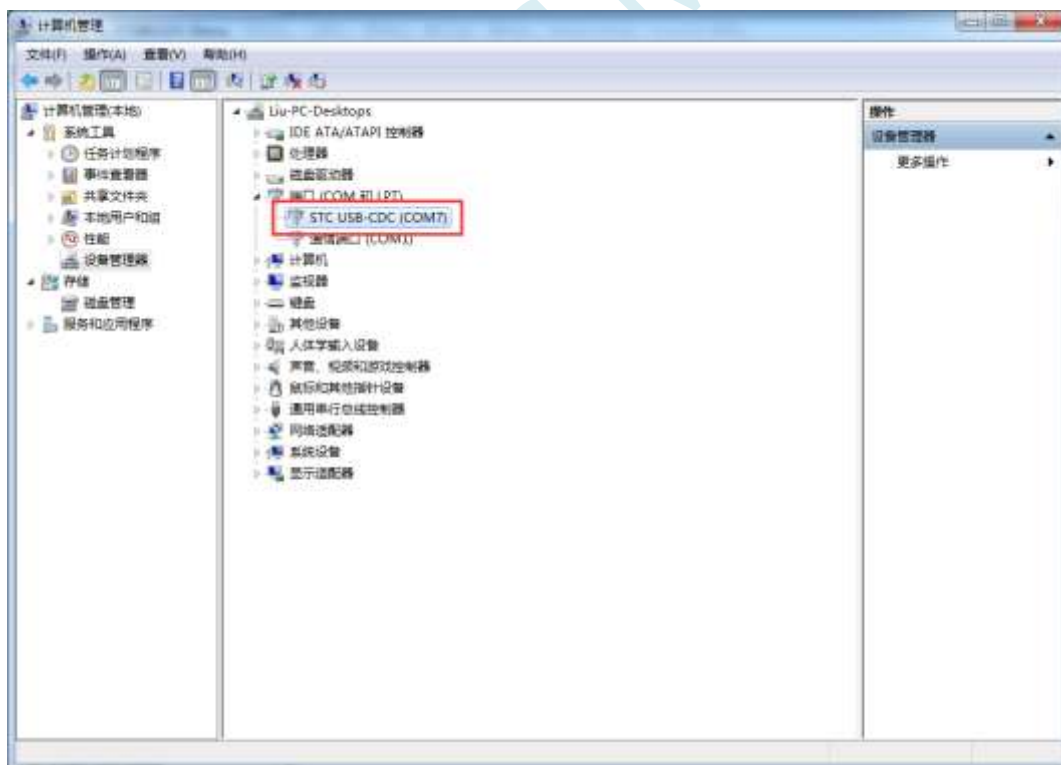 计算机管理
文件(F) 操作(A) 查看(V) 帮助(H)
计算机管理(本地)
系统工具
任务计划程序
事件查看器
共享文件夹
本地用户和组
性能
设备管理器
存储
磁盘管理
服务和应用程序
Liu-PC-Desktops
IDE ATA/ATAPI 控制器
处理器
磁盘驱动器
端口 (COM 和 LPT)
STC USB-CDC (COM7)
通信端口 (COM1)
计算机
监视器
键盘
其他设备
人体学输入设备
声音、视频和游戏控制器
鼠标和其他指针设备
通用串行总线控制器
网络适配器
系统设备
显示适配器
操作
设备管理器
更多操作